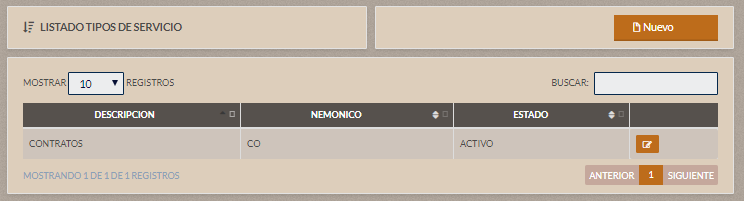 LISTADO TIPOS DE SERVICIO
Nuevo
MOSTRAR 10 REGISTROS
BUSCAR:
DESCRIPCION NEMONICO ESTADO
CONTRATOS CO ACTIVO
MOSTRANDO 1 DE 1 DE 1 REGISTROS
ANTERIOR 1 SIGUIENTE